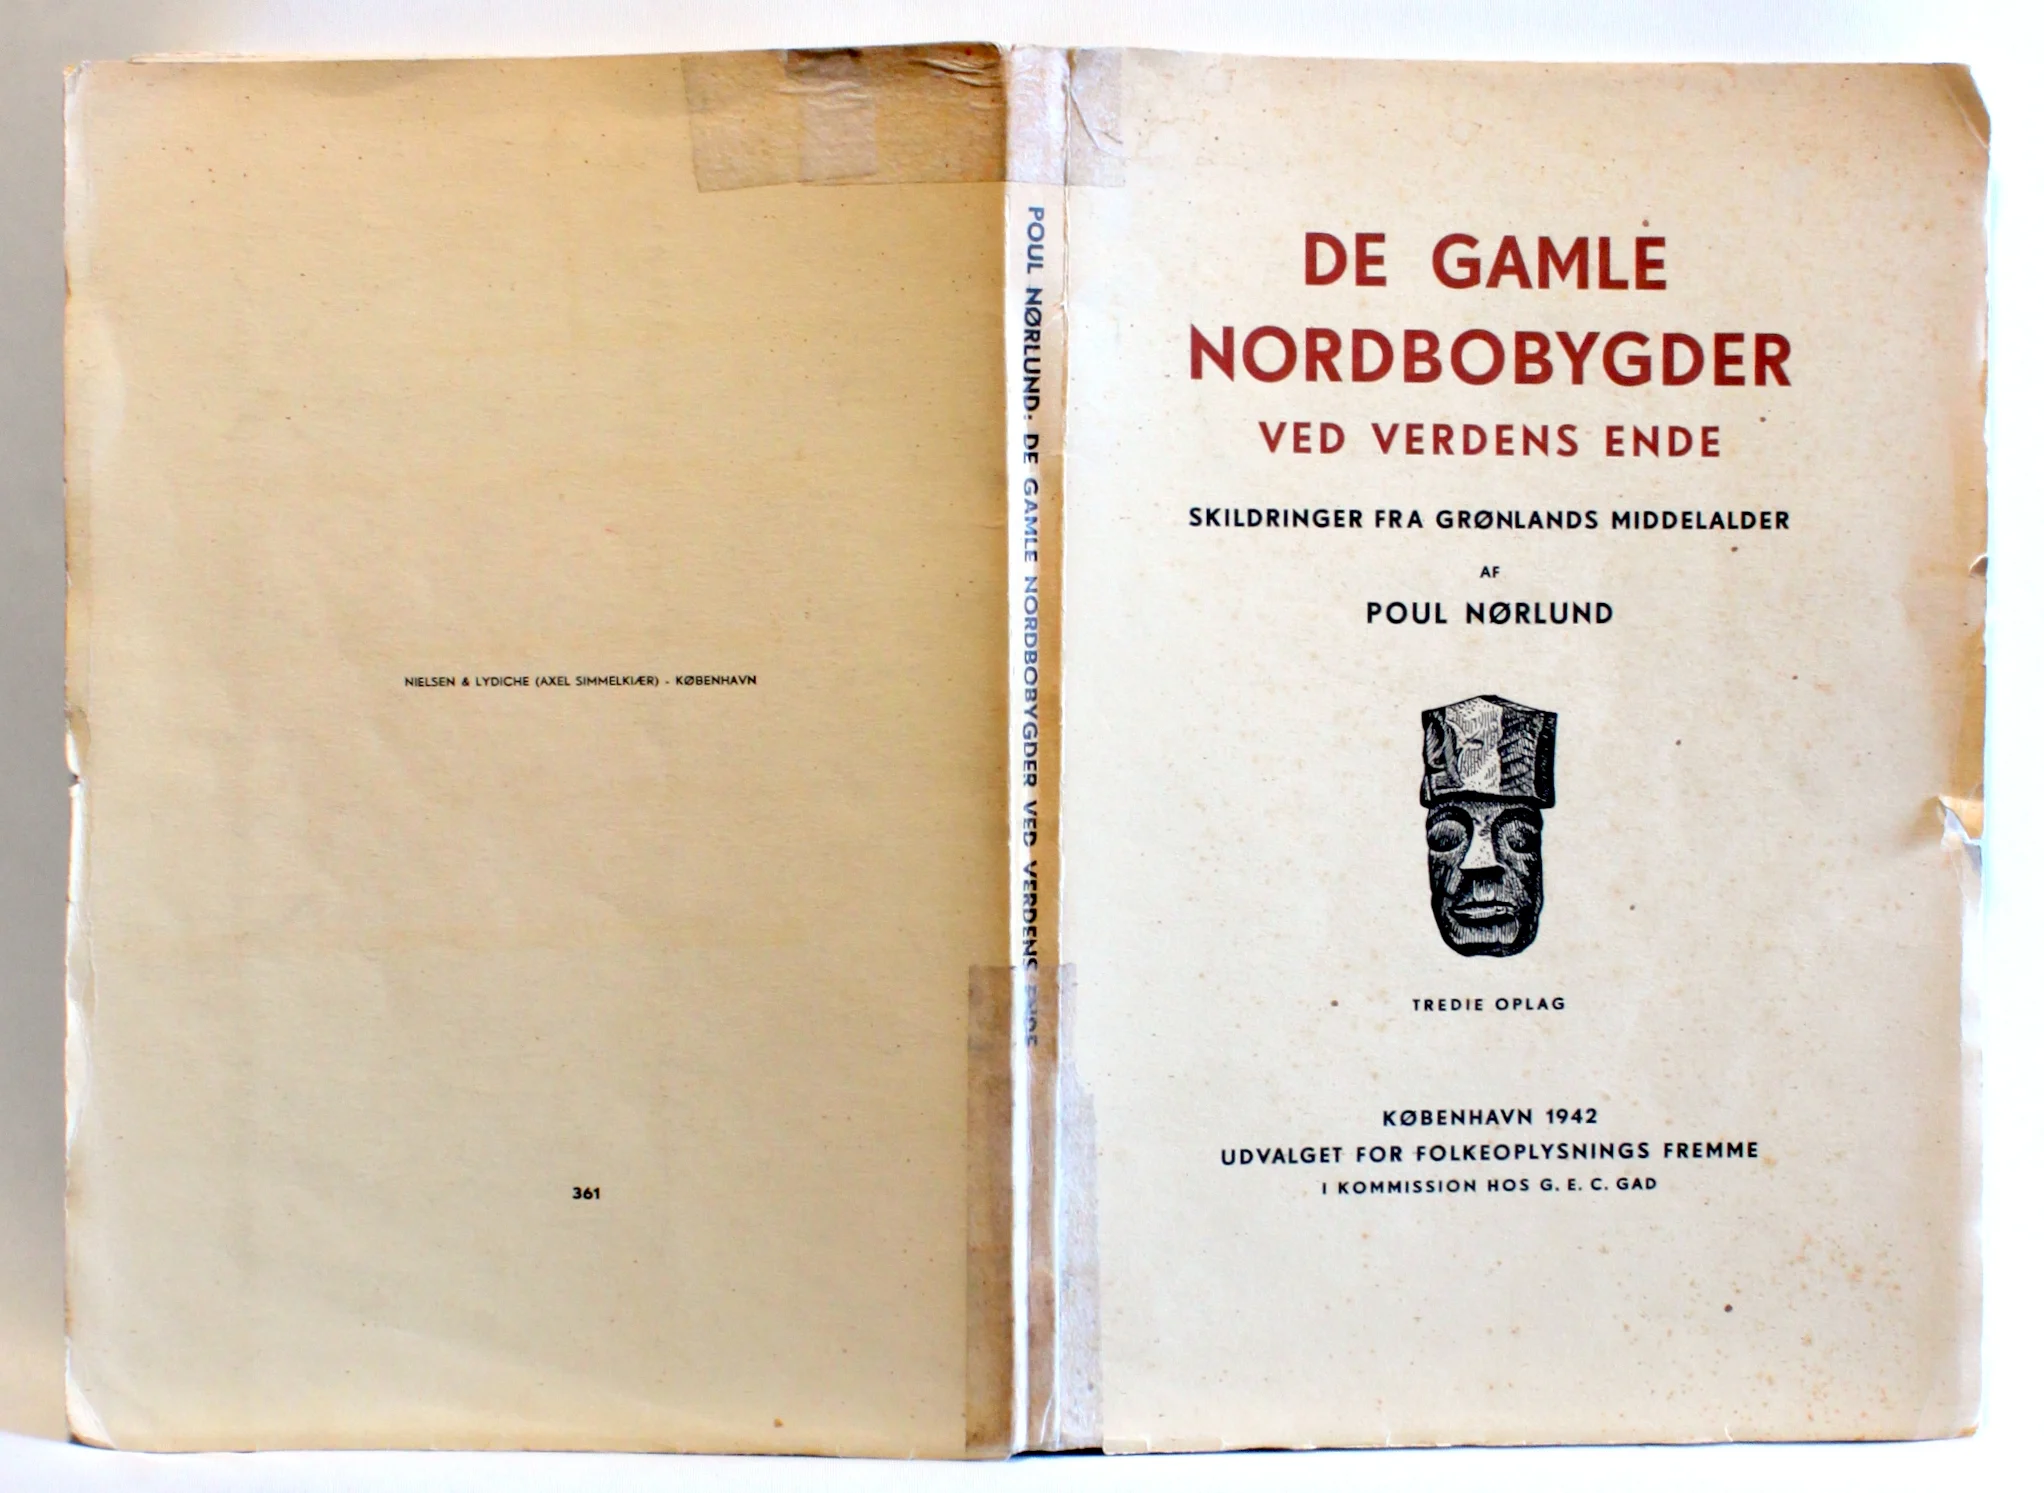 NIELSEN & LYDICHE (AXEL SIMMELKIÆR) - KØBENHAVN
361
POUL NØRLUND: DE GAMLE NORDBOBYGDER VED VERDENS ENDE
DE GAMLE
NORDBOBYGDER
VED VERDENS ENDE
SKILDRINGER FRA GRØNLANDS MIDDELALDER
AF
POUL NØRLUND
TREDIE OPLAG
KØBENHAVN 1942
UDVALGET FOR FOLKEOPLYSNINGS FREMME
I KOMMISSION HOS G. E. C. GAD